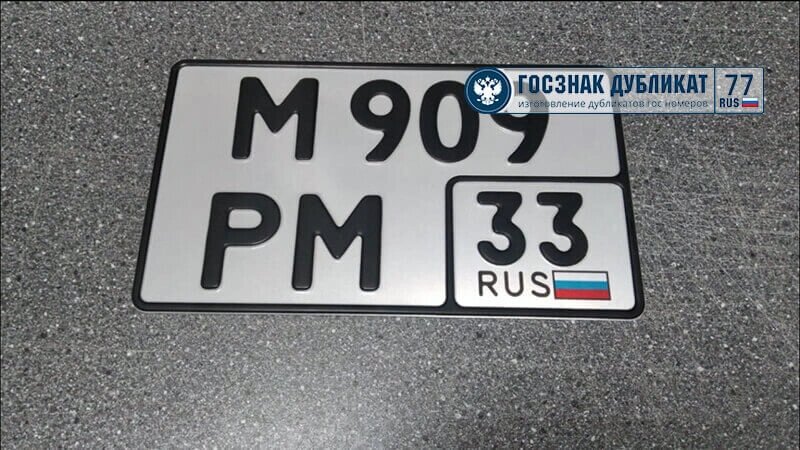 М 909
РМ
33
RUS
ГОСЗНАК ДУБЛИКАТ
изготовление дубликатов гос номеров
77
RUS